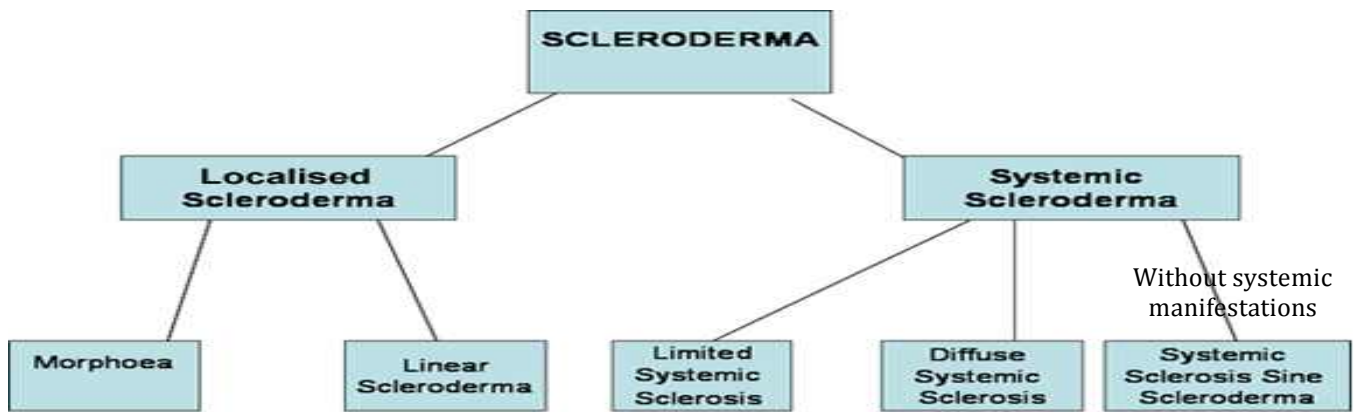 SCLERODERMA
Localised
Scleroderma
Systemic
Scleroderma
Without systemic
manifestations
Morphoea
Linear
Scleroderma
Limited
Systemic
Sclerosis
Diffuse
Systemic
Sclerosis
Systemic
Sclerosis Sine
Scleroderma